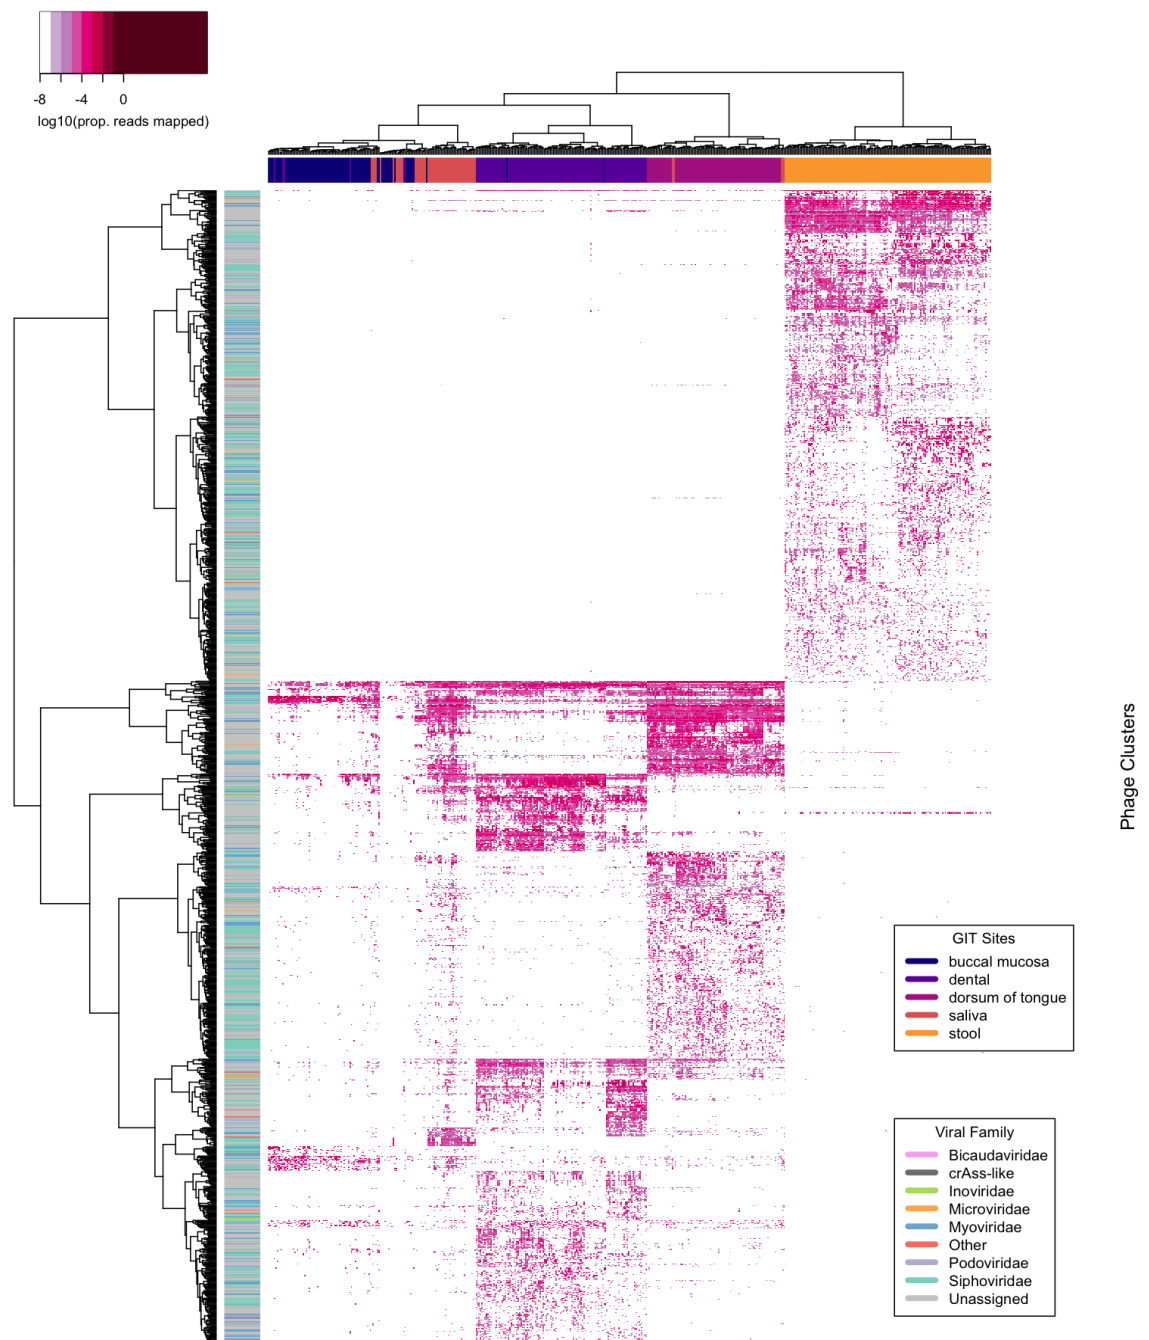 -8 -4 0
log10(prop. reads mapped)
Phage Clusters
GIT Sites
buccal mucosa
dental
dorsum of tongue
saliva
stool
Viral Family
Bicaudaviridae
crAss-like
Inoviridae
Microviridae
Myoviridae
Other
Podoviridae
Siphoviridae
Unassigned